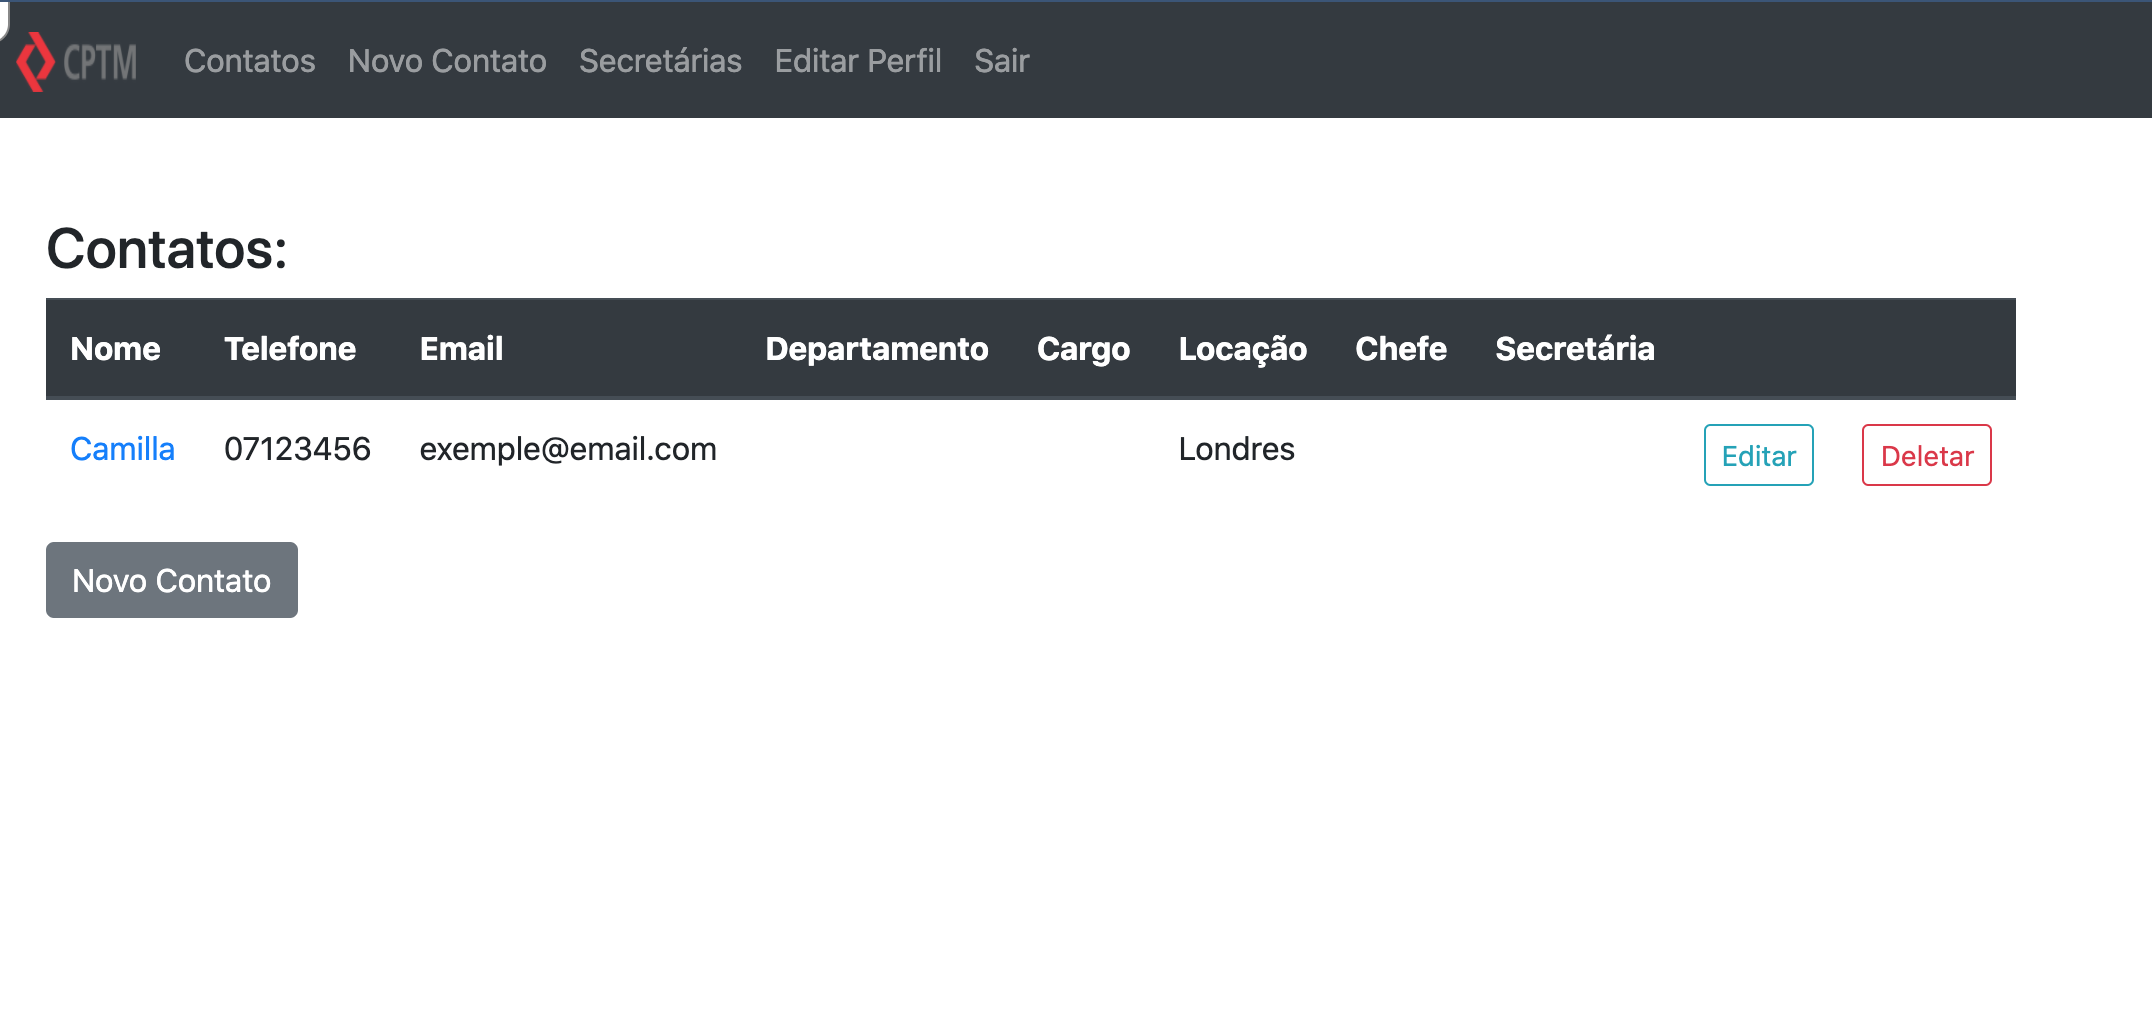 CPTM Contatos Novo Contato Secretárias Editar Perfil Sair
Contatos:
Nome Telefone Email Departamento Cargo Locação Chefe Secretária
Camilla 07123456 exemple@email.com Londres Editar Deletar
Novo Contato